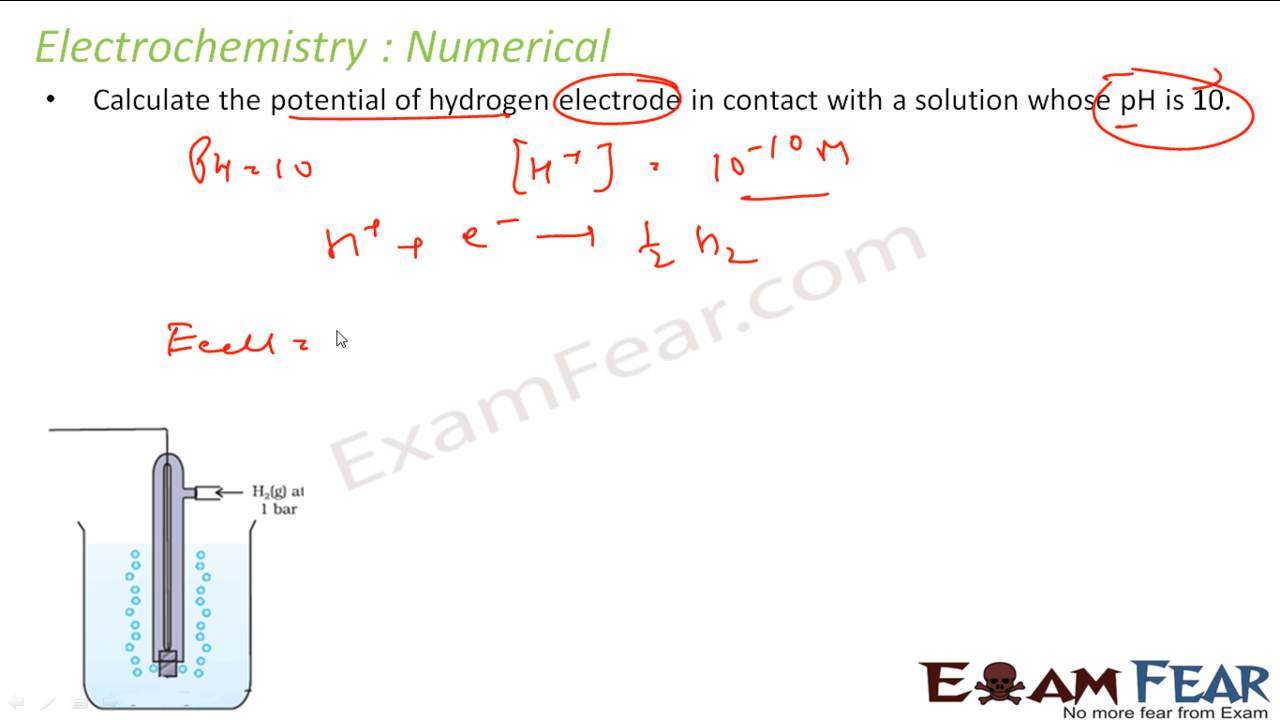 Electrochemistry : Numerical
• Calculate the potential of hydrogen electrode in contact with a solution whose pH is 10.
PH = 10 [H⁺] = 10⁻¹⁰ M
H⁺ + e⁻ → ½ H₂
Ecell =
ExamFear.com
H₂(g) at
1 bar
EXAM FEAR
No more fear from Exam